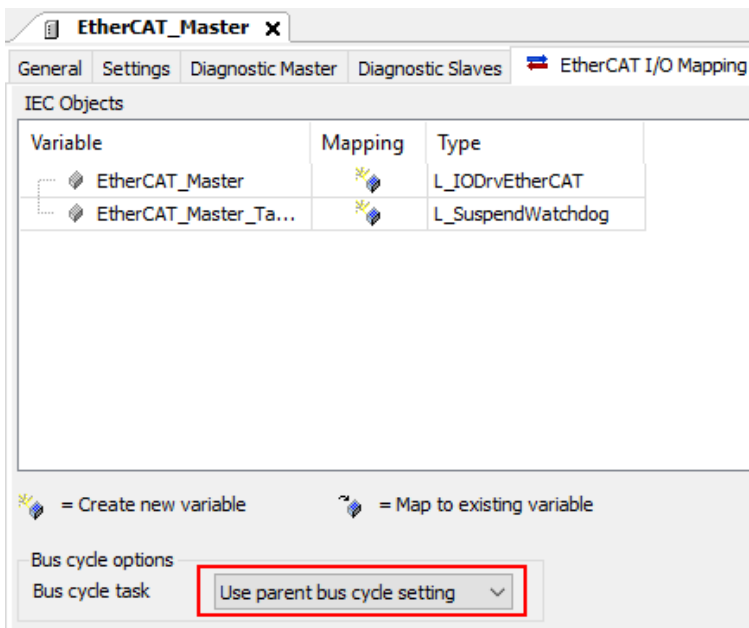 EtherCAT_Master x
General Settings Diagnostic Master Diagnostic Slaves EtherCAT I/O Mapping
IEC Objects
Variable Mapping Type
EtherCAT_Master L_IODrvEtherCAT
EtherCAT_Master_Ta... L_SuspendWatchdog
= Create new variable = Map to existing variable
Bus cycle options
Bus cycle task Use parent bus cycle setting